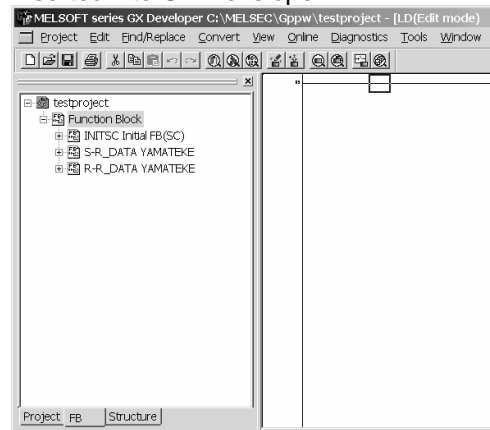 MELSOFT series GX Developer C:\MELSEC\Gppw\testproject - [LD(Edit mode)
Project Edit Find/Replace Convert View Online Diagnostics Tools Window
testproject
Function Block
INITSC Initial FB(SC)
S-R_DATA YAMATEKE
R-R_DATA YAMATEKE
Project FB Structure